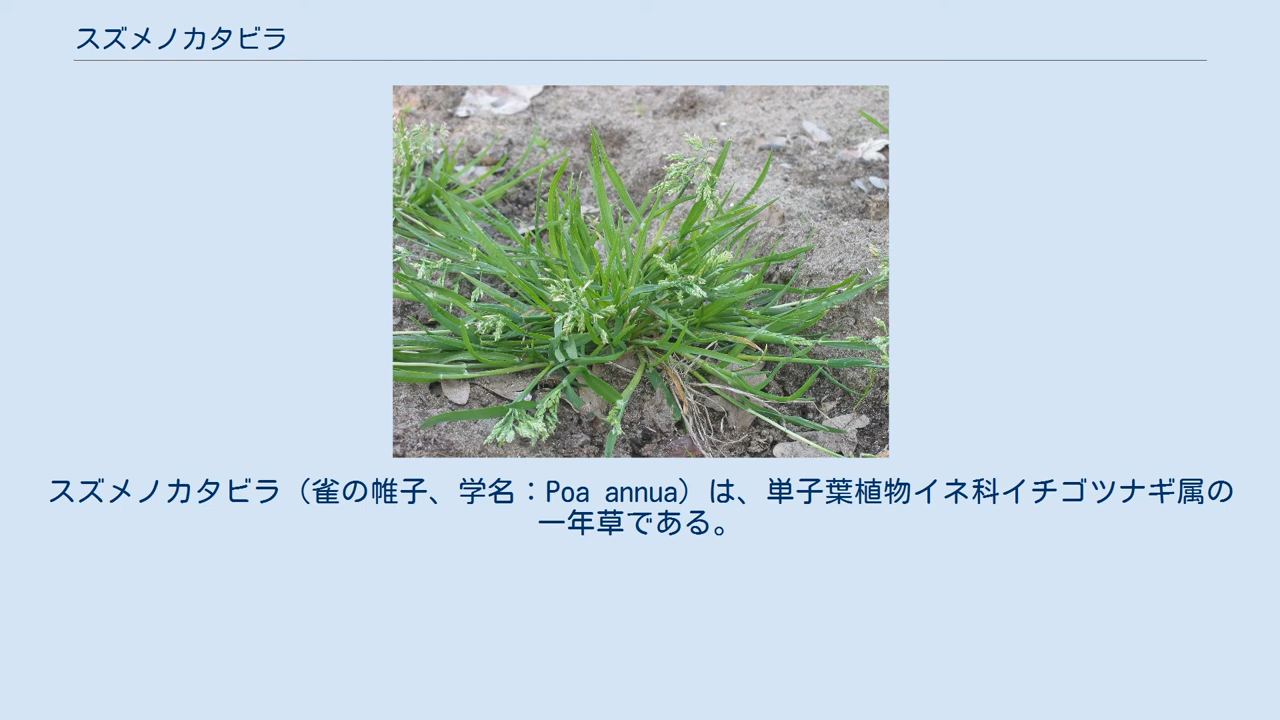 スズメノカタビラ
スズメノカタビラ（雀の帷子、学名：Poa annua）は、単子葉植物イネ科イチゴツナギ属の
一年草である。